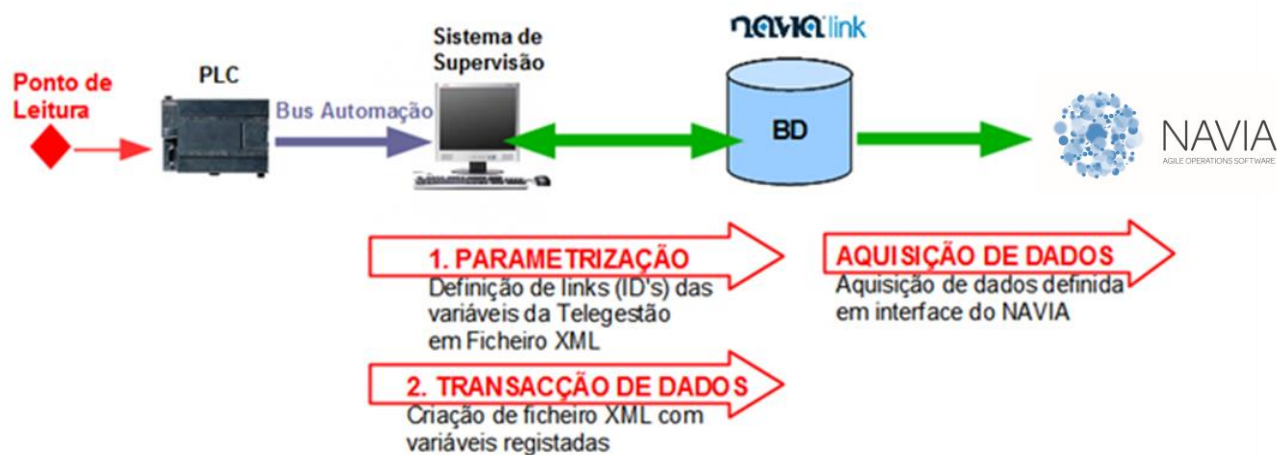 Ponto de
Leitura
PLC
Bus Automação
Sistema de
Supervisão
NAVIA link
BD
NAVIA
AGILE OPERATIONS SOFTWARE
1. PARAMETRIZAÇÃO
Definição de links (ID's) das
variáveis da Telegestão
em Ficheiro XML
2. TRANSACÇÃO DE DADOS
Criação de ficheiro XML com
variáveis registadas
AQUISIÇÃO DE DADOS
Aquisição de dados definida
em interface do NAVIA